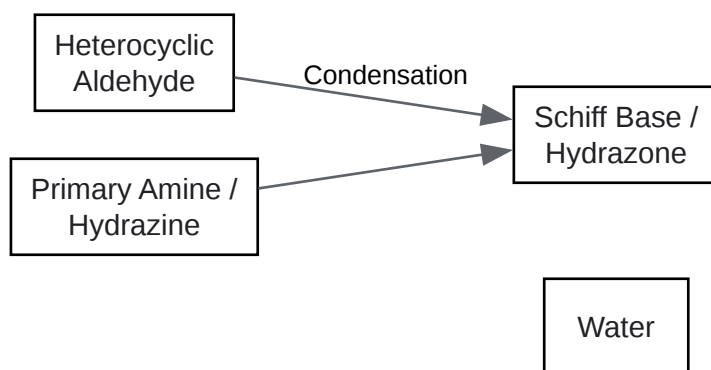 Heterocyclic
Aldehyde
Condensation
Schiff Base /
Hydrazone
Primary Amine /
Hydrazine
Water